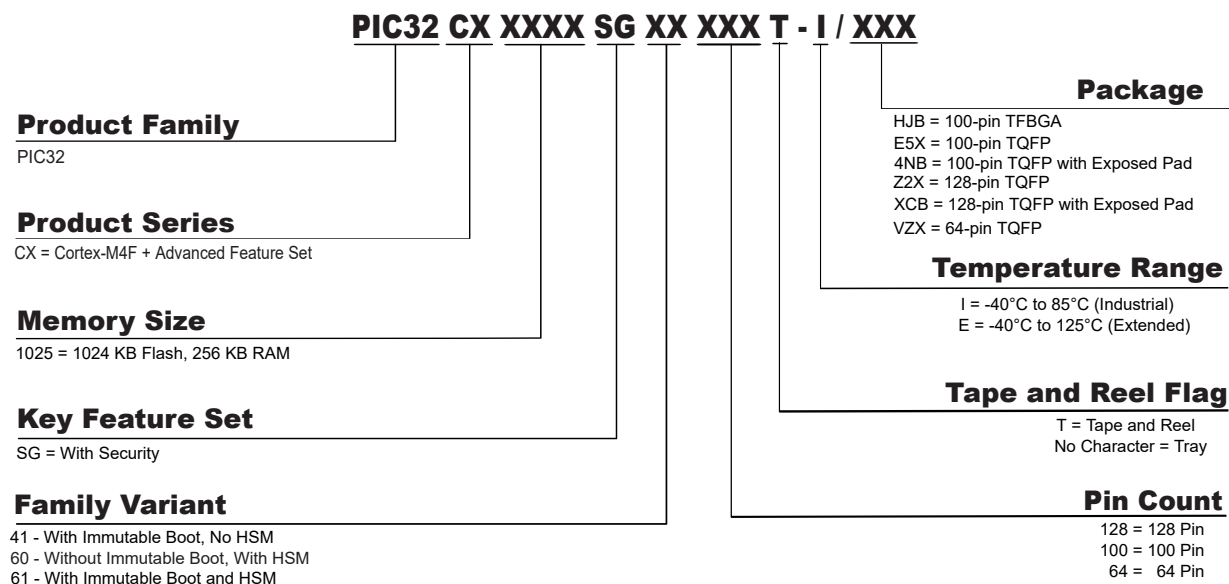 PIC32 CX XXXX SG XX XXX T - I / XXX
Product Family
PIC32
Product Series
CX = Cortex-M4F + Advanced Feature Set
Memory Size
1025 = 1024 KB Flash, 256 KB RAM
Key Feature Set
SG = With Security
Family Variant
41 - With Immutable Boot, No HSM
60 - Without Immutable Boot, With HSM
61 - With Immutable Boot and HSM
Package
HJB = 100-pin TFBGA
E5X = 100-pin TQFP
4NB = 100-pin TQFP with Exposed Pad
Z2X = 128-pin TQFP
XCB = 128-pin TQFP with Exposed Pad
VZX = 64-pin TQFP
Temperature Range
I = -40°C to 85°C (Industrial)
E = -40°C to 125°C (Extended)
Tape and Reel Flag
T = Tape and Reel
No Character = Tray
Pin Count
128 = 128 Pin
100 = 100 Pin
64 = 64 Pin